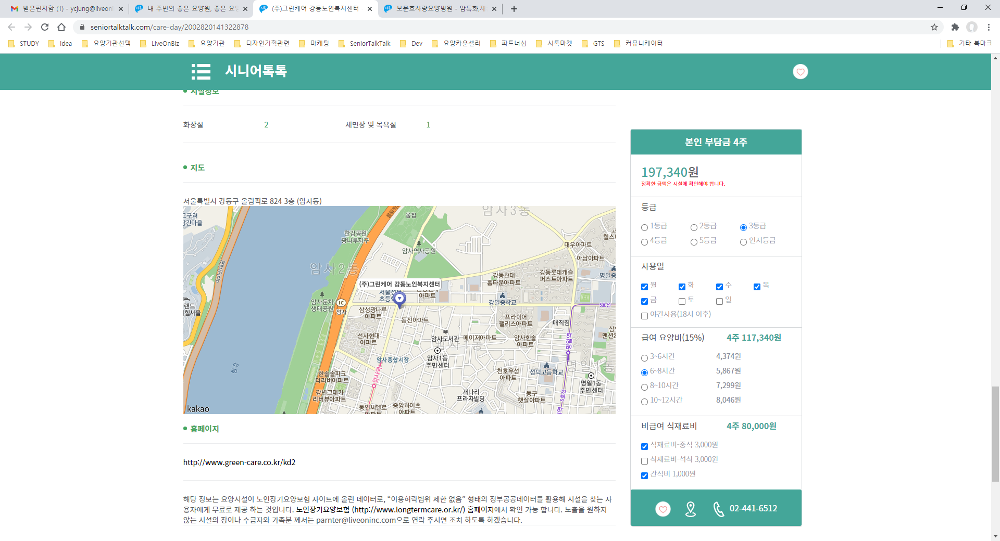 받은편지함 (1) - ycjung@liveoni
내 주변의 좋은 요양원, 좋은 요양
(주)그린케어 강동노인복지센터
보문효사랑요양병원 - 암특화,재
seniortalktalk.com/care-day/2002820141322878
STUDY
Idea
요양기관선택
LiveOnBiz
요양기관
디자인기획관련
마케팅
SeniorTalkTalk
Dev
요양카운셀러
파트너십
시톡마켓
GTS
커뮤니케이터
기타 북마크
시니어톡톡
시설정보
화장실 2 세면장 및 목욕실 1
지도
서울특별시 강동구 올림픽로 824 3층 (암사동)
고구려
암사3동
움집
한강공원
광나루지구
암사역사공원
대우아파트
아남아파트
암사2동
강동현대
홈타운아파트
강동롯데캐슬
퍼스트아파트
(주)그린케어 강동노인복지센터
아파트
강일중학교
5호선
암사둔치
생태공원
IC
암사
삼성광나루
아파트
동진아파트
프라이어
팰리스아파트
매직짐
선사현대
아파트
암사도서관
메이저아파트
암사한솔
아파트
명일역
암사1동
암사종합시장
암사1동
주민센터
한강
암사역
한솔솔파크
더리버아파트
천호우성
아파트
성덕고등학교
명일1동
명일1동
주민센터
강변그대가
리버뷰아파트
개나리
프라자빌딩
동구
햇살아파트
5호선
동인씨엘로
중앙하이츠
아파트
아차산대교
kakao
홈페이지
http://www.green-care.co.kr/kd2
해당 정보는 요양시설이 노인장기요양보험 사이트에 올린 데이터로, “이용허락범위 제한 없음” 형태의 정부공공데이터를 활용해 시설을 찾는 사
용자에게 무료로 제공 하는 것입니다. 노인장기요양보험 (http://www.longtermcare.or.kr/) 홈페이지에서 확인 가능 합니다. 노출을 원하지
않는 시설의 장이나 수급자와 가족분 께서는 parnter@liveoninc.com으로 연락 주시면 조치 하도록 하겠습니다.
본인 부담금 4주
197,340원
정확한 금액은 시설에 확인해야 합니다.
등급
1등급 2등급 3등급
4등급 5등급 인지등급
사용일
월 화 수 목
금 토 일
야간사용(18시 이후)
급여 요양비(15%) 4주 117,340원
3~6시간 4,374원
6~8시간 5,867원
8~10시간 7,299원
10~12시간 8,046원
비급여 식재료비 4주 80,000원
식재료비-중식 3,000원
식재료비-석식 3,000원
간식비 1,000원
02-441-6512